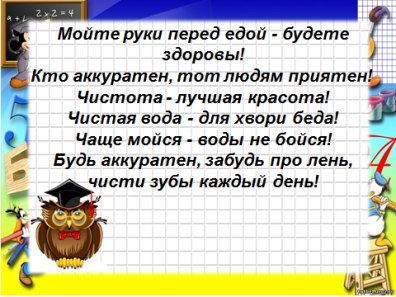 2 x 2 = 4
Мойте руки перед едой - будете
здоровы!
Кто аккуратен, тот людям приятен!
Чистота - лучшая красота!
Чистая вода - для хвори беда!
Чаще мойся - воды не бойся!
Будь аккуратен, забудь про лень,
чисти зубы каждый день!